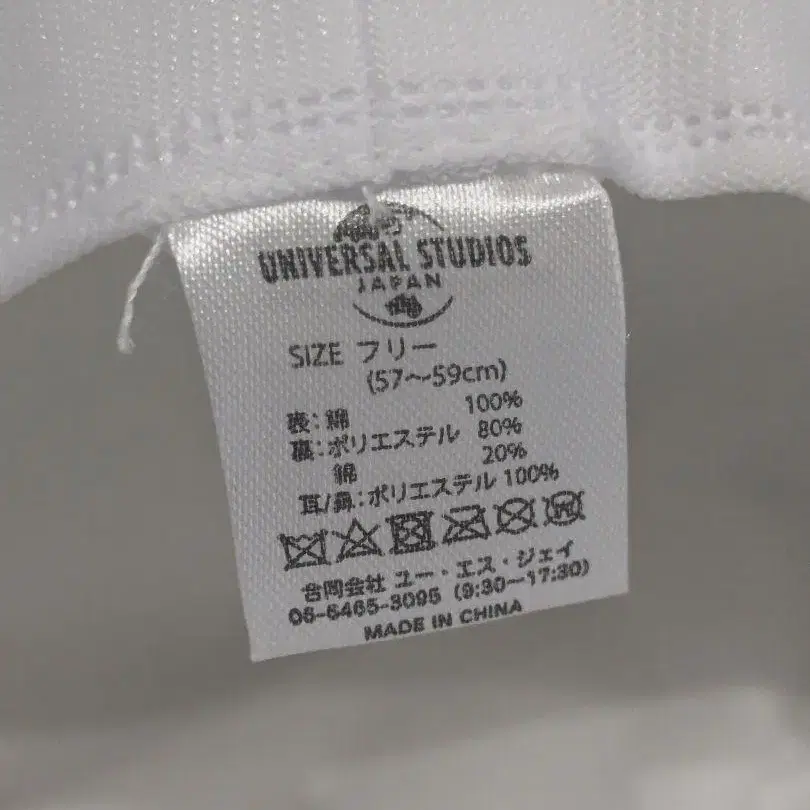 UNIVERSAL STUDIOS
JAPAN
SIZE フリー
(57〜59cm)
表:綿 100%
裏:ポリエステル 80%
綿 20%
耳/鼻:ポリエステル 100%
合同会社 ユー・エス・ジェイ
06-6465-3095 (9:30〜17:30)
MADE IN CHINA